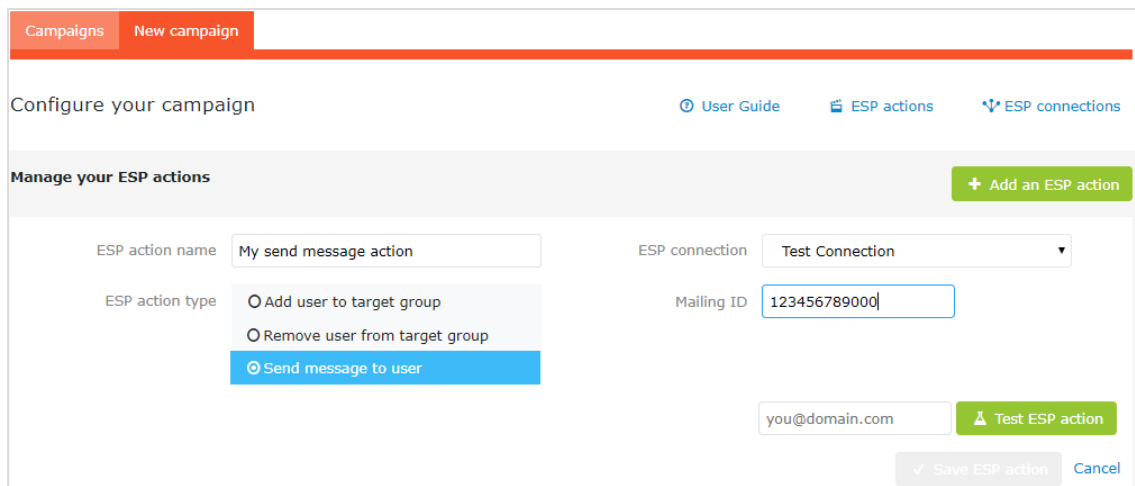 Campaigns New campaign
Configure your campaign User Guide ESP actions ESP connections
Manage your ESP actions
Add an ESP action
ESP action name My send message action ESP connection Test Connection
ESP action type Add user to target group Mailing ID 123456789000
Remove user from target group
Send message to user
you@domain.com Test ESP action
Save ESP action Cancel